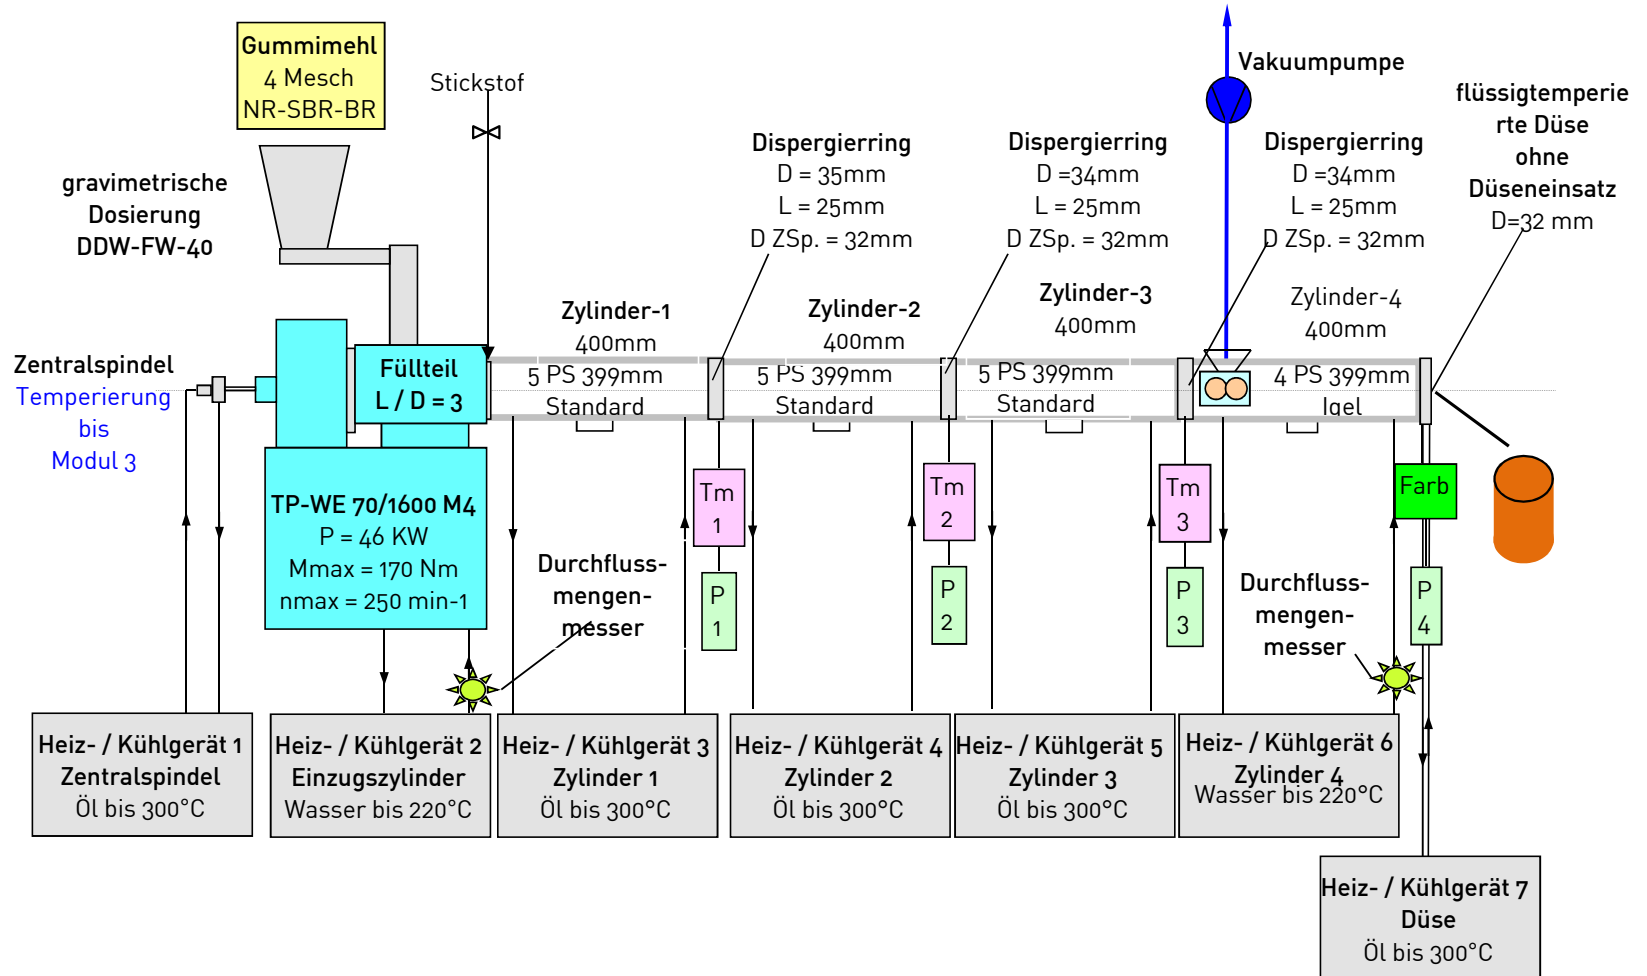 Gummimehl
4 Mesch
NR-SBR-BR
Stickstof
Vakuumpumpe
flüssigtemperie
rte Düse
ohne
Düseneinsatz
D=32 mm
gravimetrische
Dosierung
DDW-FW-40
Dispergierring
D = 35mm
L = 25mm
D ZSp. = 32mm
Dispergierring
D =34mm
L = 25mm
D ZSp. = 32mm
Dispergierring
D =34mm
L = 25mm
D ZSp. = 32mm
Zylinder-1
400mm
Zylinder-2
400mm
Zylinder-3
400mm
Zylinder-4
400mm
Zentralspindel
Temperierung
bis
Modul 3
Füllteil
L / D = 3
5 PS 399mm
Standard
5 PS 399mm
Standard
5 PS 399mm
Standard
4 PS 399mm
Igel
TP-WE 70/1600 M4
P = 46 KW
Mmax = 170 Nm
nmax = 250 min-1
Tm
1
Tm
2
Tm
3
Farb
P
1
P
2
P
3
P
4
Durchfluss-
mengen-
messer
Durchfluss-
mengen-
messer
Heiz- / Kühlgerät 1
Zentralspindel
Öl bis 300°C
Heiz- / Kühlgerät 2
Einzugszylinder
Wasser bis 220°C
Heiz- / Kühlgerät 3
Zylinder 1
Öl bis 300°C
Heiz- / Kühlgerät 4
Zylinder 2
Öl bis 300°C
Heiz- / Kühlgerät 5
Zylinder 3
Öl bis 300°C
Heiz- / Kühlgerät 6
Zylinder 4
Wasser bis 220°C
Heiz- / Kühlgerät 7
Düse
Öl bis 300°C